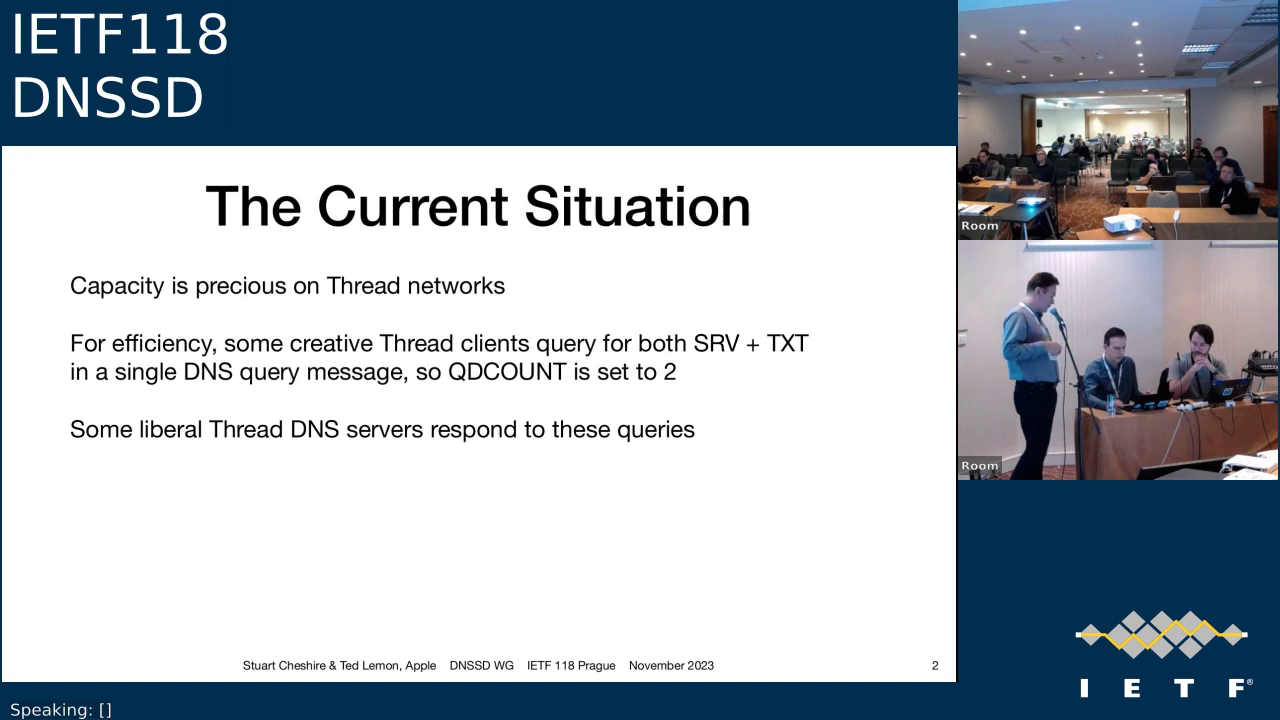 IETF118
DNSSD
The Current Situation
Capacity is precious on Thread networks
For efficiency, some creative Thread clients query for both SRV + TXT
in a single DNS query message, so QDCOUNT is set to 2
Some liberal Thread DNS servers respond to these queries
Stuart Cheshire & Ted Lemon, Apple DNSSD WG IETF 118 Prague November 2023 2
Room
Room
I E T F®
Speaking: []